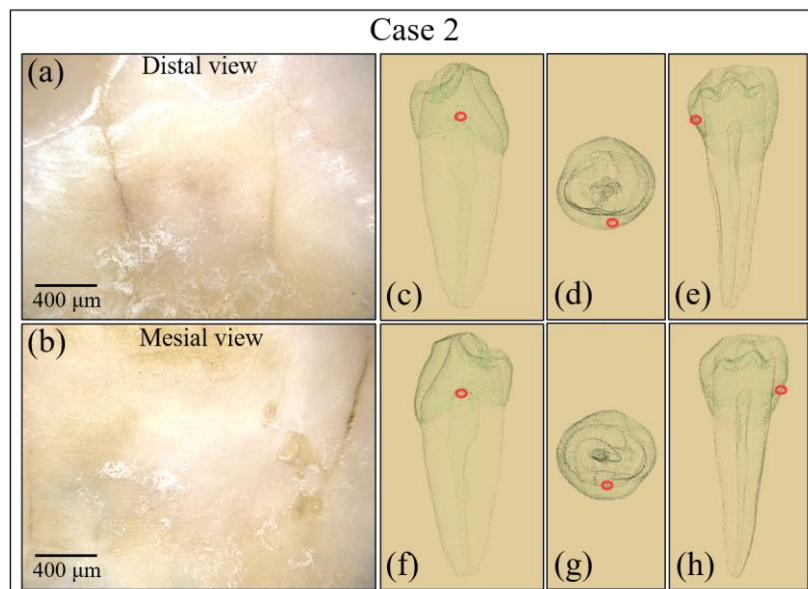 Case 2
(a)
Distal view
400 μm
(c)
(d)
(e)
(b)
Mesial view
400 μm
(f)
(g)
(h)